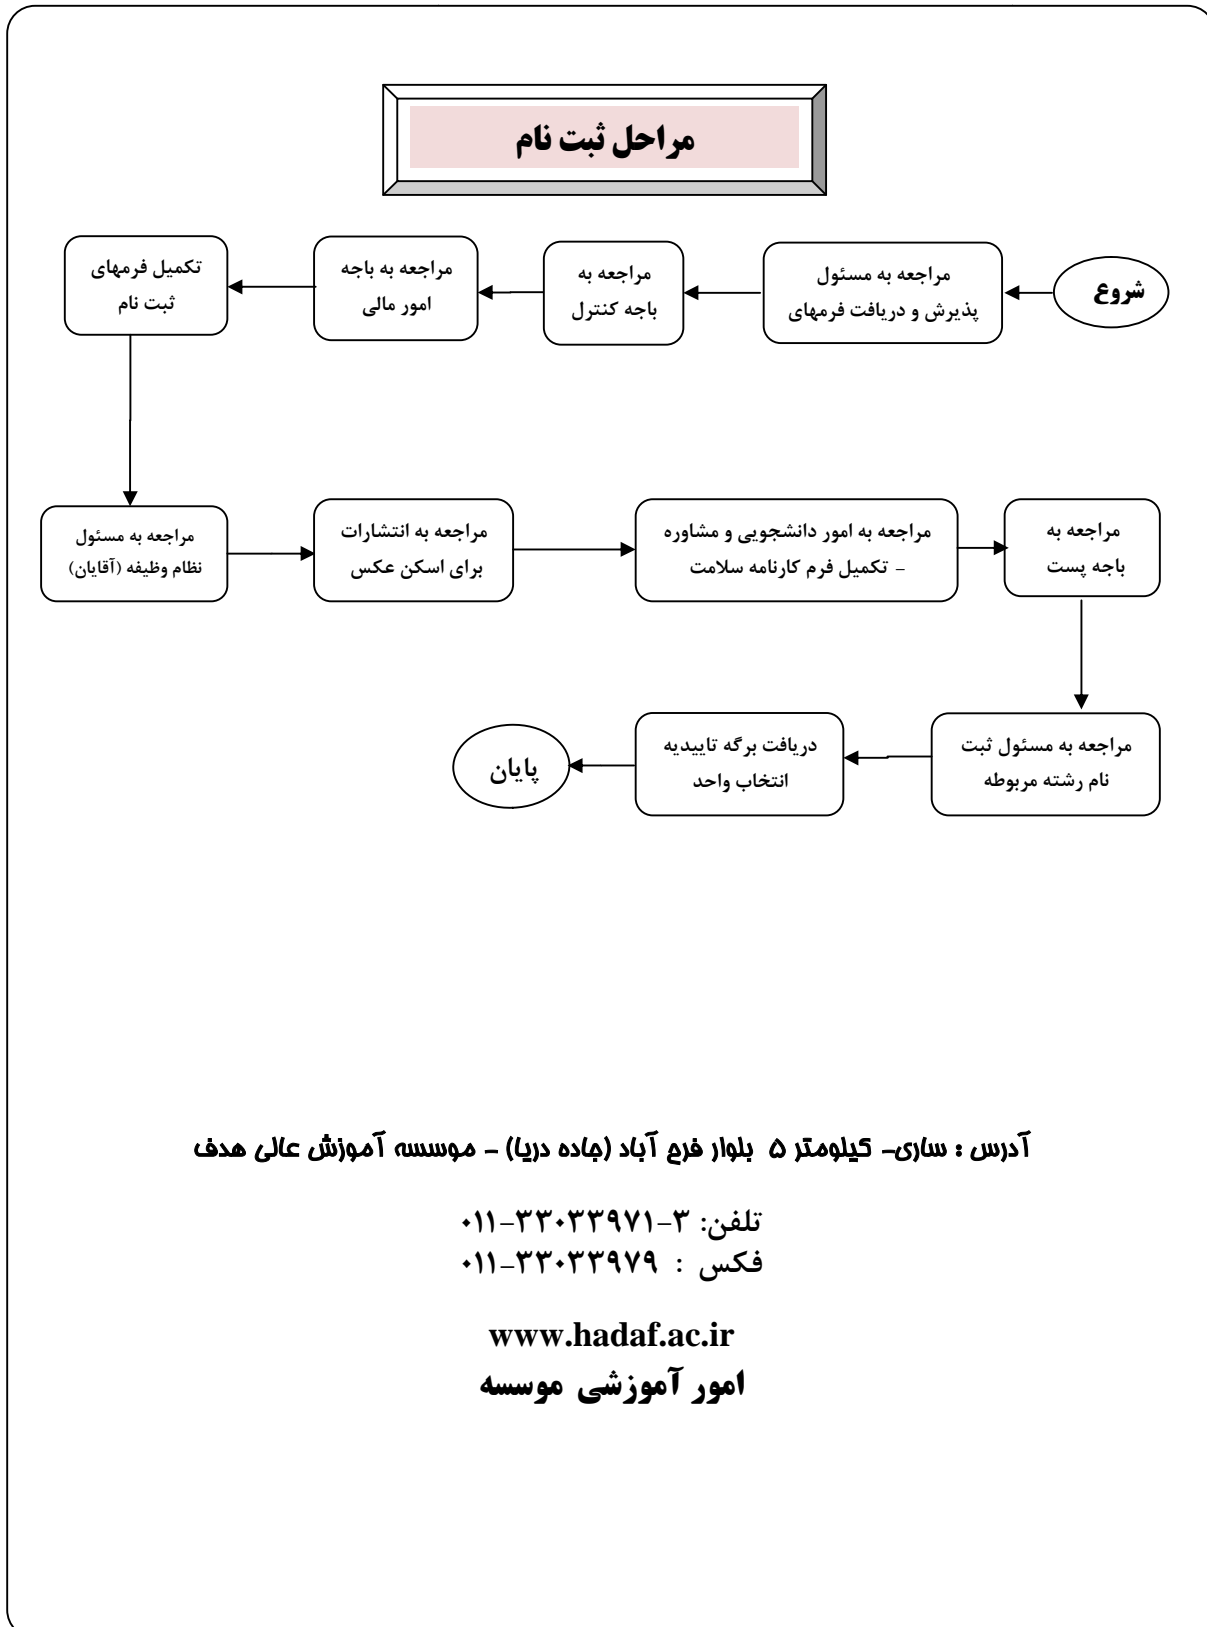 مراحل ثبت نام
شروع
مراجعه به مسئول
پذیرش و دریافت فرمهای
مراجعه به
باجه کنترل
مراجعه به باجه
امور مالی
تکمیل فرمهای
ثبت نام
مراجعه به مسئول
نظام وظیفه (آقایان)
مراجعه به انتشارات
برای اسکن عکس
مراجعه به امور دانشجویی و مشاوره
- تکمیل فرم کارنامه سلامت
مراجعه به
باجه پست
مراجعه به مسئول ثبت
نام رشته مربوطه
دریافت برگه تاییدیه
انتخاب واحد
پایان
آدرس : ساری- کیلومتر ۵ بلوار فرح آباد (جاده دریا) - موسسه آموزش عالی هدف
تلفن: ۳-۳۳۰۳۳۹۷۱-۰۱۱
فکس : ۳۳۰۳۳۹۷۹-۰۱۱
www.hadaf.ac.ir
امور آموزشی موسسه